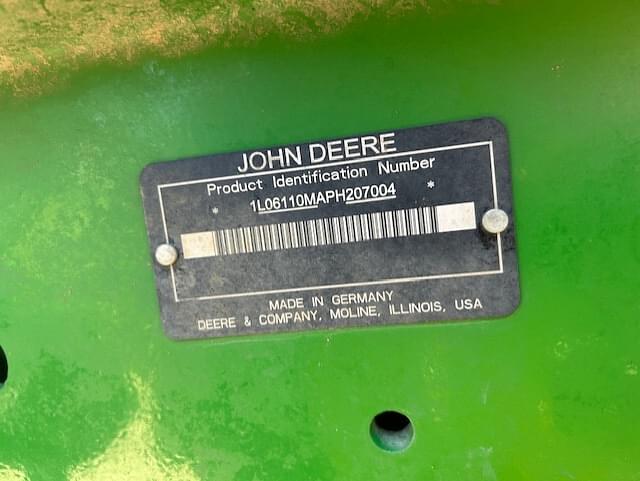 JOHN DEERE
Product Identification Number
* 1L06110MAPH207004 *
MADE IN GERMANY
DEERE & COMPANY, MOLINE, ILLINOIS, USA